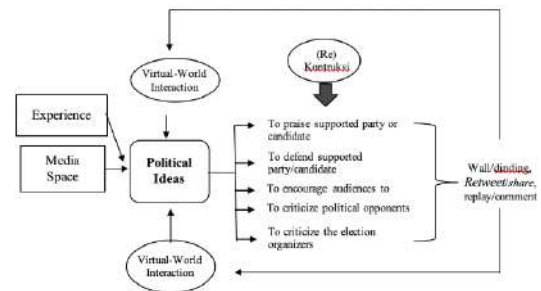 (Re)
Kontruksi
Virtual-World
Interaction
Experience
Media
Space
Political
Ideas
To praise supported party or
candidate
To defend supported
party/candidate
To encourage audiences to
To criticize political opponents
To criticize the election
organizers
Wall/dinding,
Retweet/share,
replay/comment
Virtual-World
Interaction